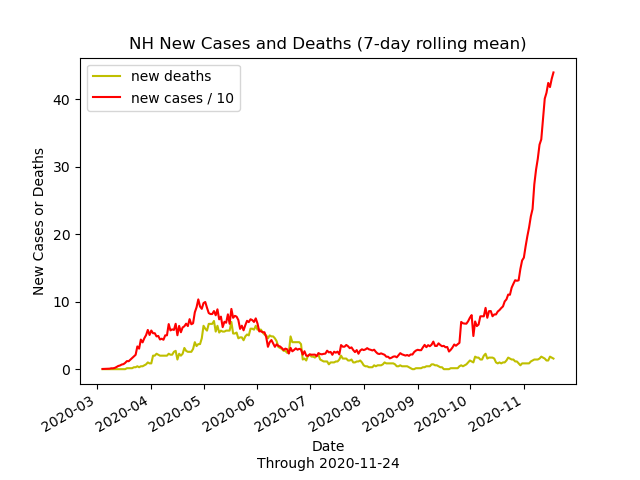 NH New Cases and Deaths (7-day rolling mean)
new deaths
new cases / 10
40
30
20
10
0
New Cases or Deaths
2020-03
2020-04
2020-05
2020-06
2020-07
2020-08
2020-09
2020-10
2020-11
Date
Through 2020-11-24